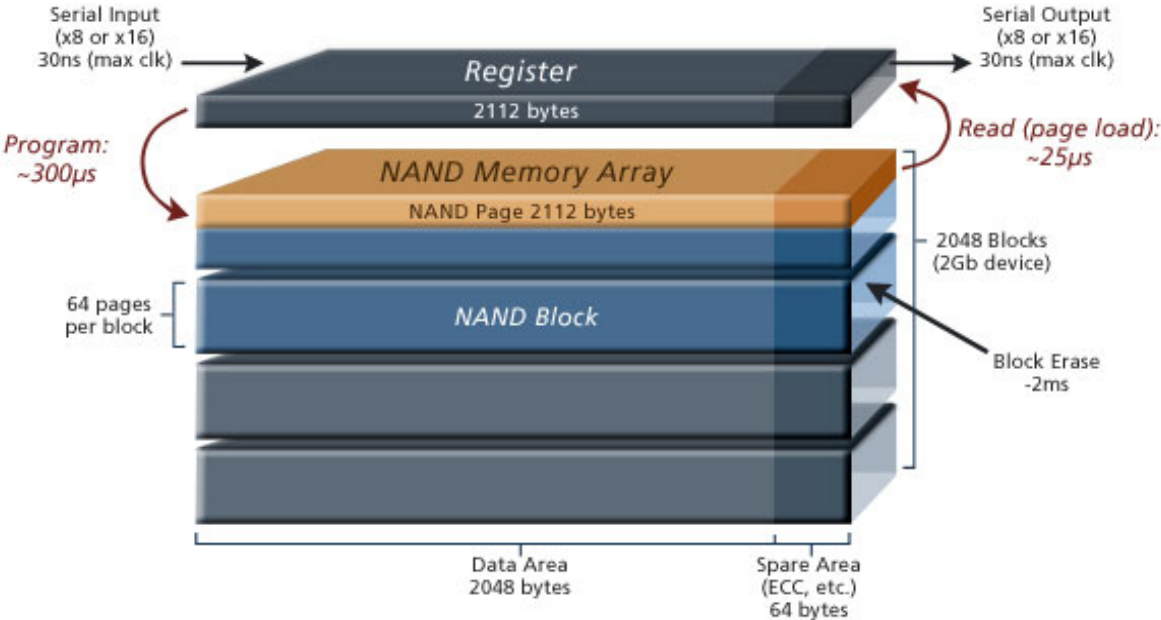 Serial Input
(x8 or x16)
30ns (max clk)
Serial Output
(x8 or x16)
30ns (max clk)
Register
2112 bytes
Program:
~300µs
Read (page load):
~25µs
NAND Memory Array
NAND Page 2112 bytes
2048 Blocks
(2Gb device)
64 pages
per block
NAND Block
Block Erase
-2ms
Data Area
2048 bytes
Spare Area
(ECC, etc.)
64 bytes